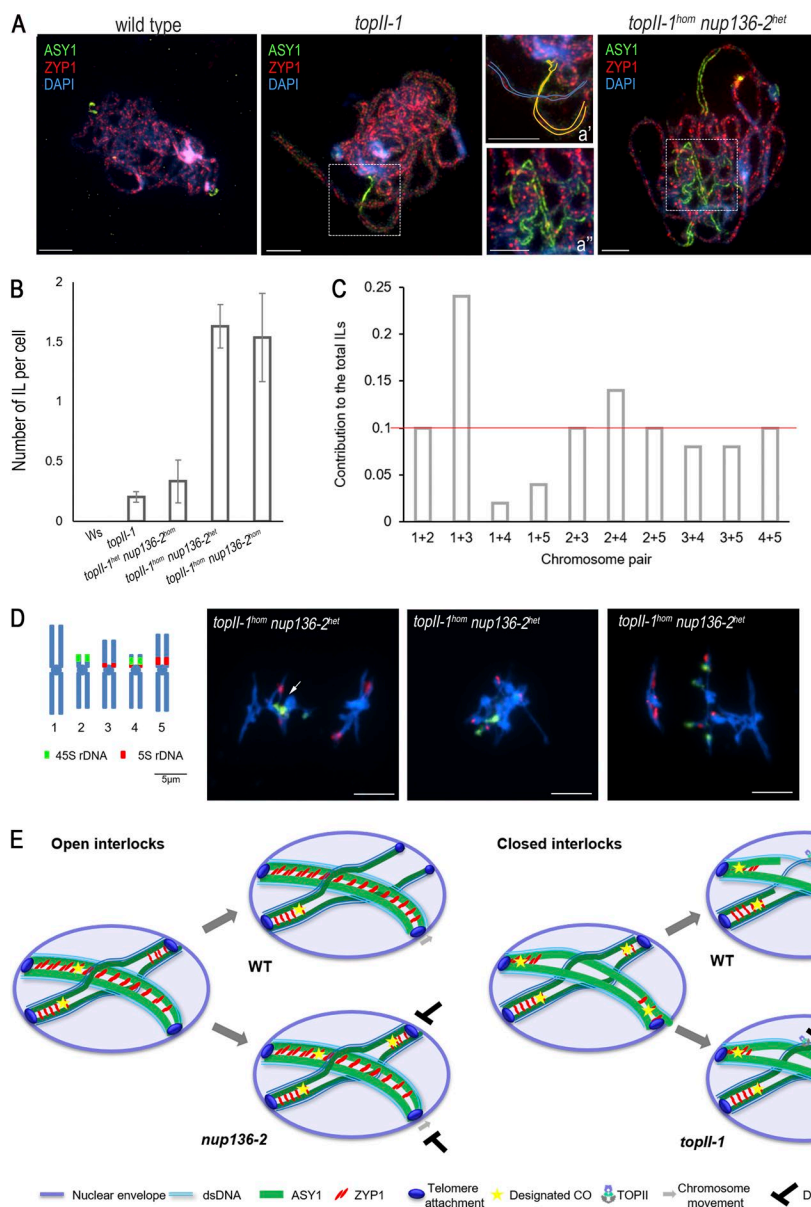 A
wild type
ASY1
ZYP1
DAPI
topII-1
ASY1
ZYP1
DAPI
a'
a"
topII-1hom nup136-2het
ASY1
ZYP1
DAPI
B
Number of IL per cell
2
1.5
1
0.5
0
Ws
topII-1
topII-1het nup136-2hom
topII-1hom nup136-2het
topII-1hom nup136-2hom
C
Contribution to the total ILs
0.25
0.2
0.15
0.1
0.05
0
1+2 1+3 1+4 1+5 2+3 2+4 2+5 3+4 3+5 4+5
Chromosome pair
D
1 2 3 4 5
45S rDNA 5S rDNA
5µm
topII-1hom nup136-2het
topII-1hom nup136-2het
topII-1hom nup136-2het
E
Open interlocks
WT
nup136-2
Closed interlocks
WT
topII-1
Nuclear envelope dsDNA ASY1 ZYP1 Telomere attachment Designated CO TOPII Chromosome movement D